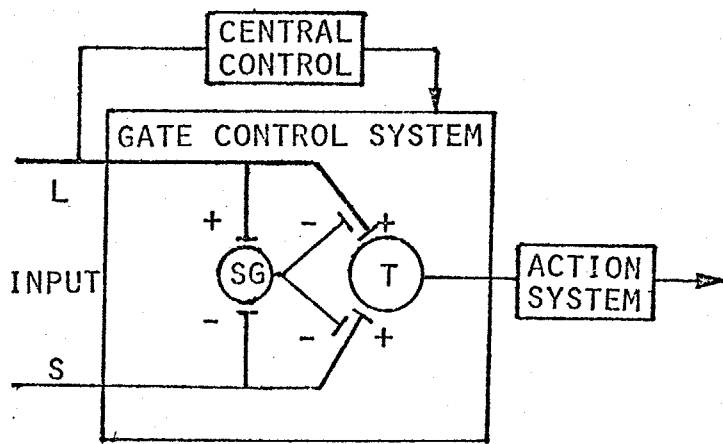 CENTRAL
CONTROL
GATE CONTROL SYSTEM
L
+
-
+
INPUT
SG
T
ACTION
SYSTEM
-
-
+
S